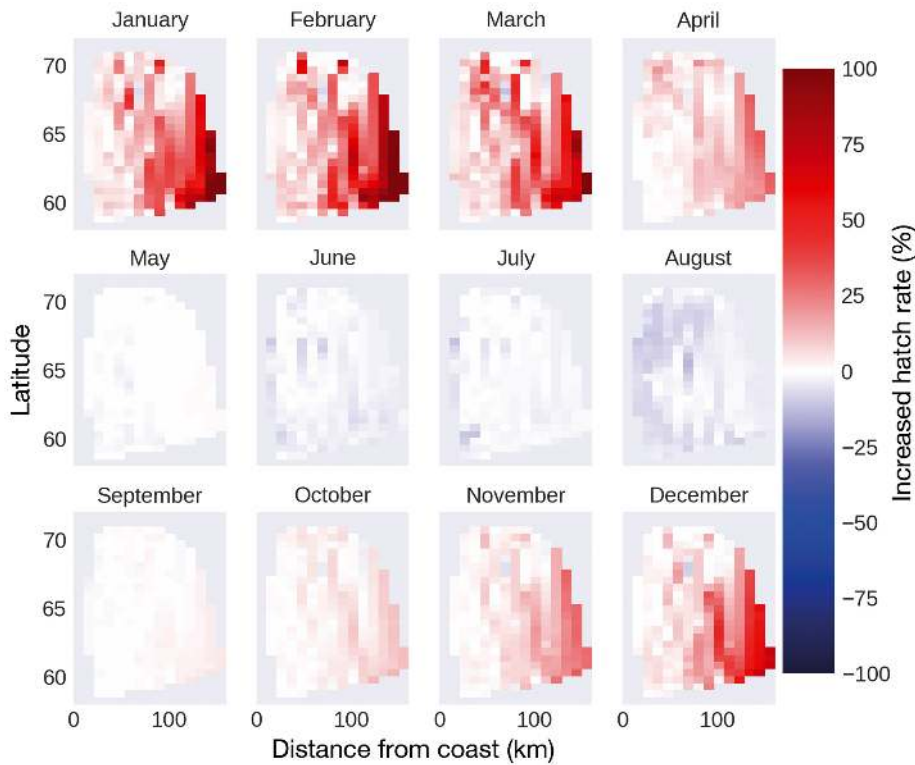 January February March April
70
65
60
May June July August
70
65
60
September October November December
70
65
60
0 100 0 100 0 100 0 100
Latitude
Distance from coast (km)
100
75
50
25
0
−25
−50
−75
−100
Increased hatch rate (%)